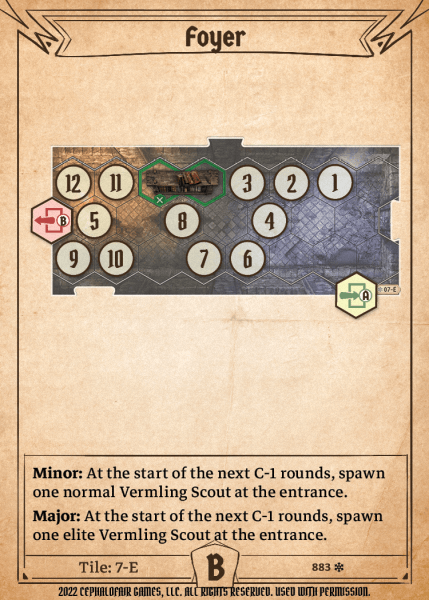 Foyer
12 11 3 2 1
B 5 8 4
9 10 7 6
A 07-E
Minor: At the start of the next C-1 rounds, spawn
one normal Vermling Scout at the entrance.
Major: At the start of the next C-1 rounds, spawn
one elite Vermling Scout at the entrance.
Tile: 7-E B 883 ✻
2022 CEPHALOFAIR GAMES, LLC. ALL RIGHTS RESERVED. USED WITH PERMISSION.